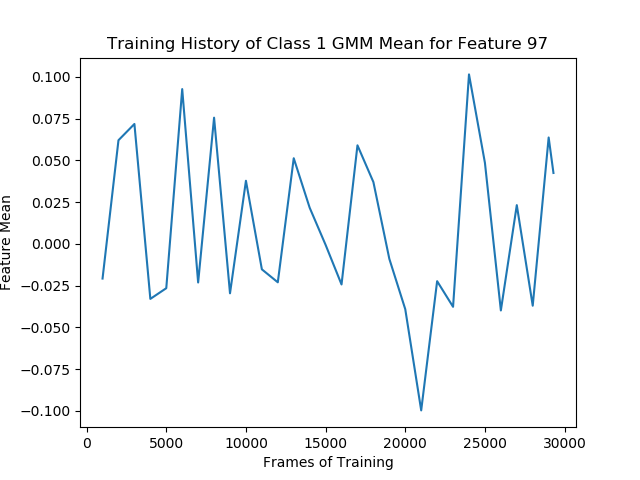 Training History of Class 1 GMM Mean for Feature 97
Feature Mean
0.100
0.075
0.050
0.025
0.000
−0.025
−0.050
−0.075
−0.100
0 5000 10000 15000 20000 25000 30000
Frames of Training